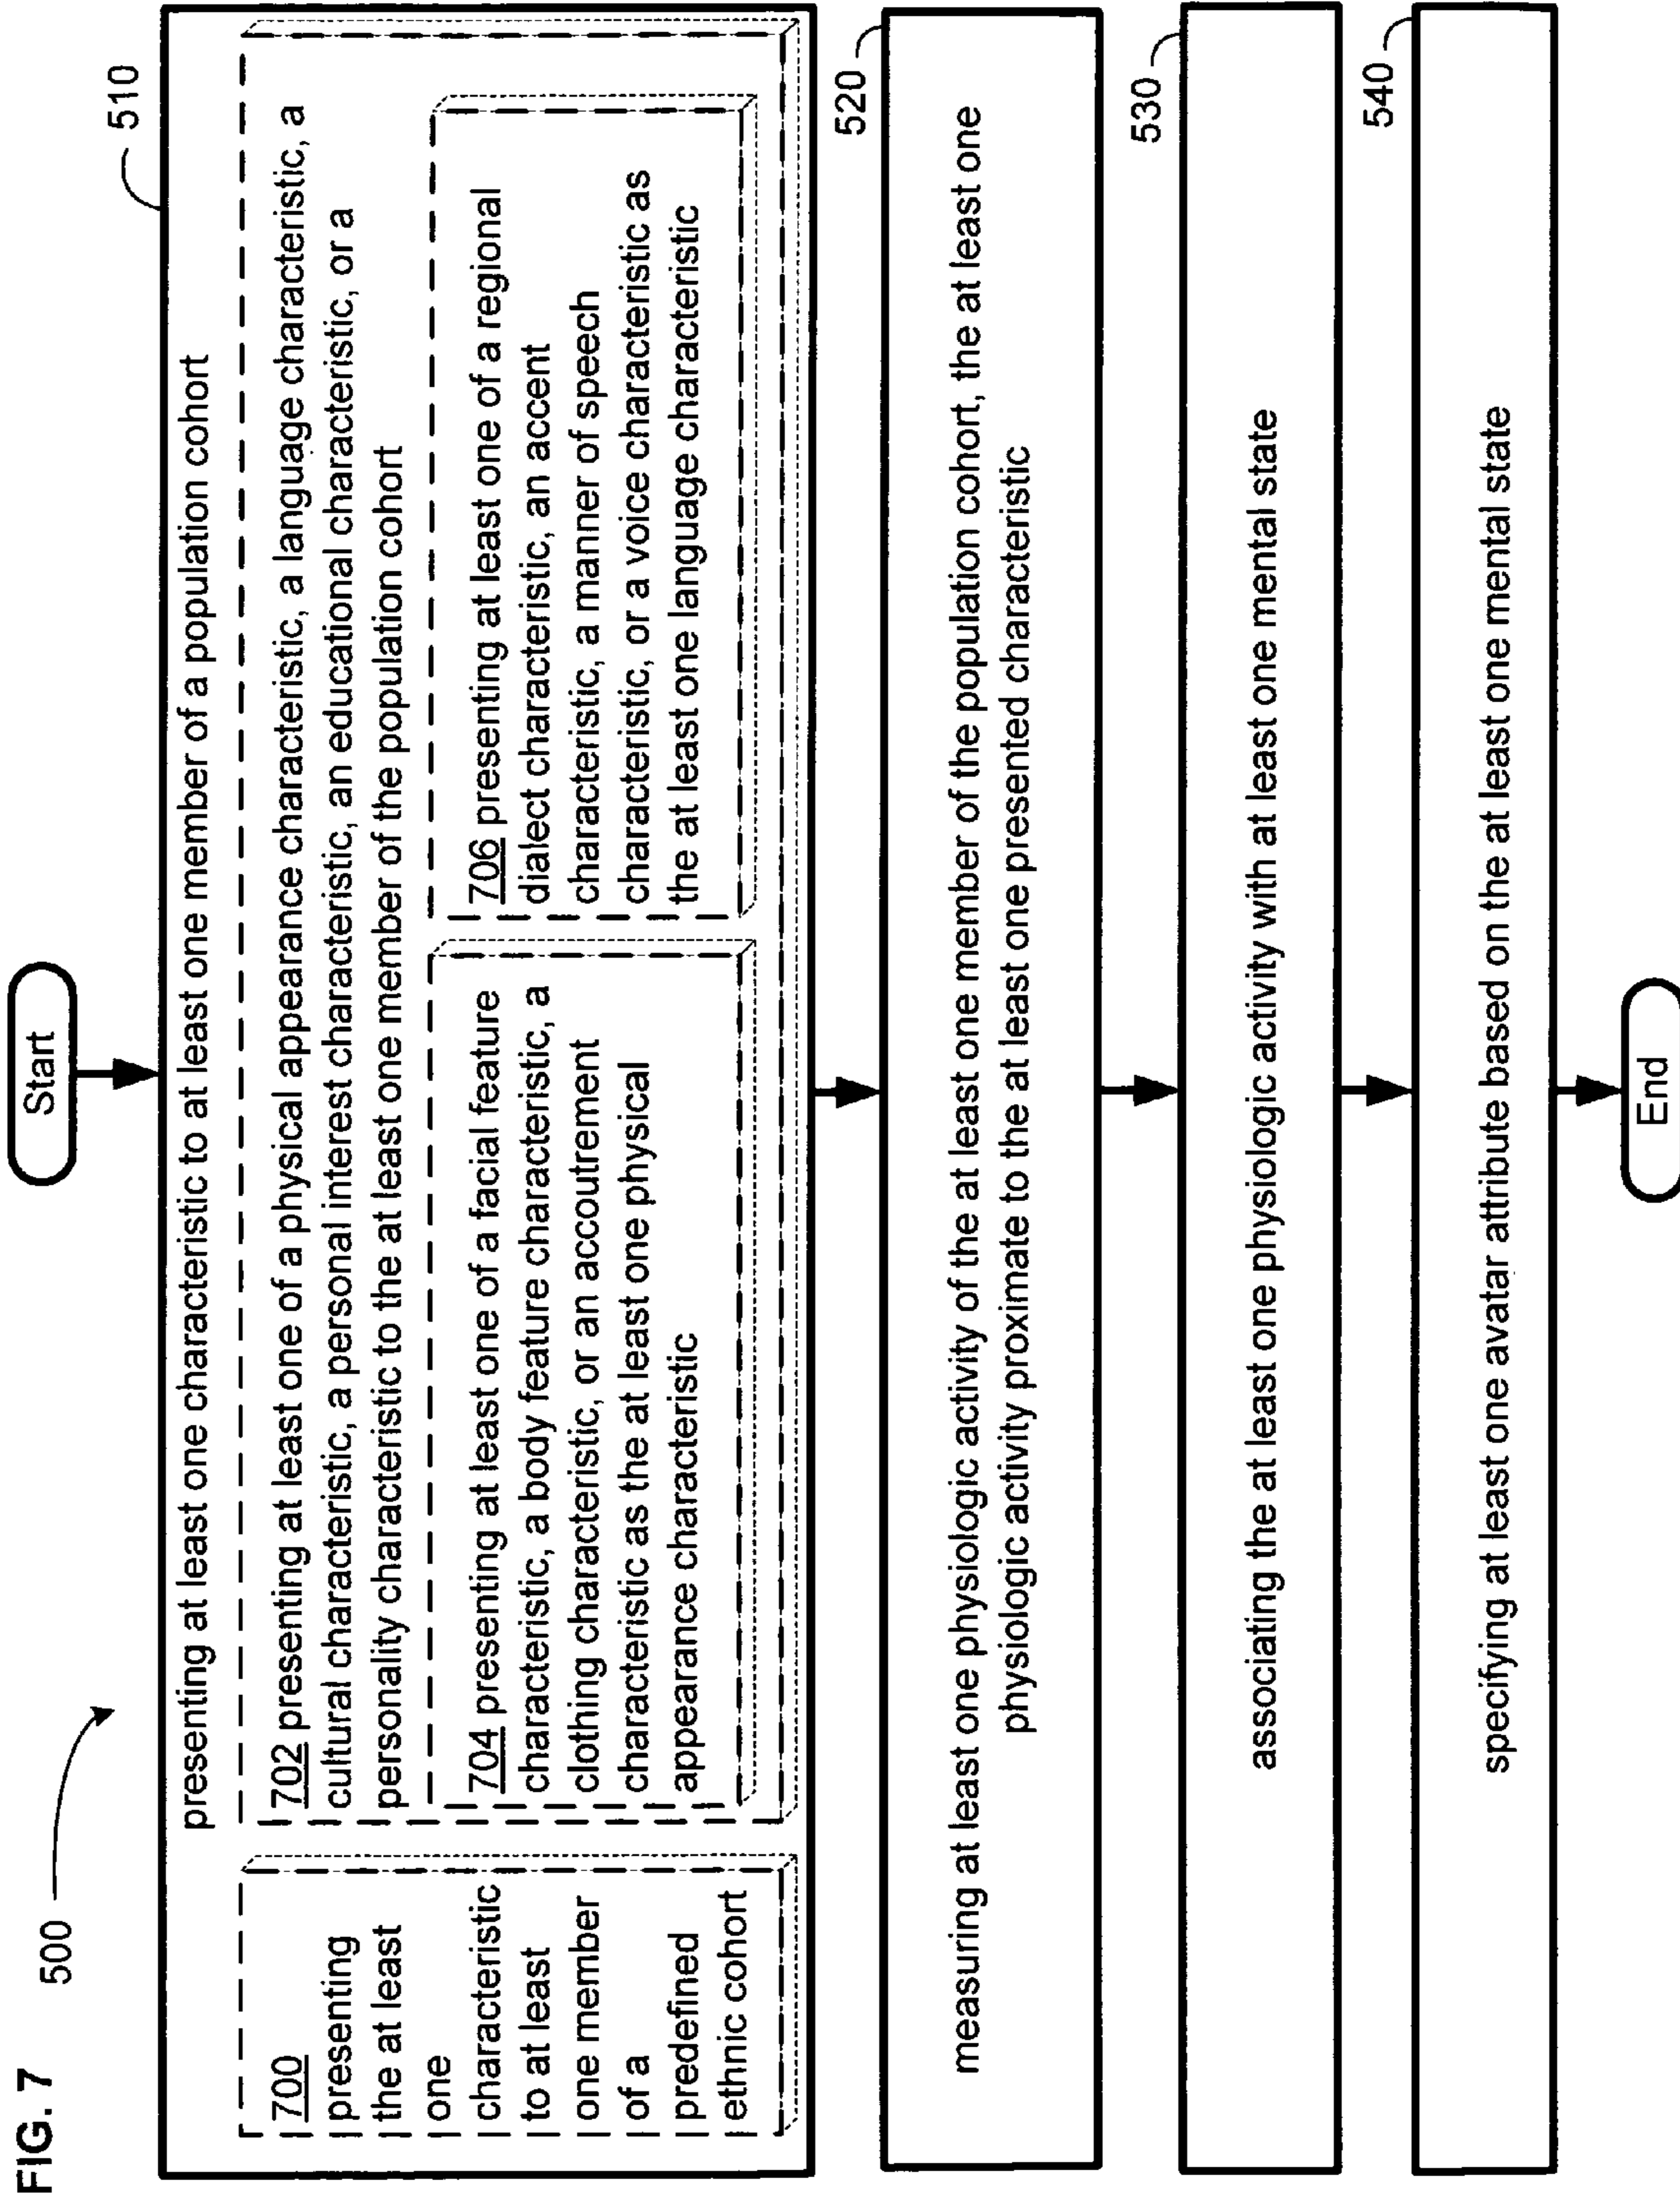 FIG. 7
500
Start
510
presenting at least one characteristic to at least one member of a population cohort
700
presenting
the at least
one
characteristic
to at least
one member
of a
predefined
ethnic cohort
702 presenting at least one of a physical appearance characteristic, a language characteristic, a
cultural characteristic, a personal interest characteristic, an educational characteristic, or a
personality characteristic to the at least one member of the population cohort
704 presenting at least one of a facial feature
characteristic, a body feature characteristic, a
clothing characteristic, or an accoutrement
characteristic as the at least one physical
appearance characteristic
706 presenting at least one of a regional
dialect characteristic, an accent
characteristic, a manner of speech
characteristic, or a voice characteristic as
the at least one language characteristic
520
measuring at least one physiologic activity of the at least one member of the population cohort, the at least one
physiologic activity proximate to the at least one presented characteristic
530
associating the at least one physiologic activity with at least one mental state
540
specifying at least one avatar attribute based on the at least one mental state
End